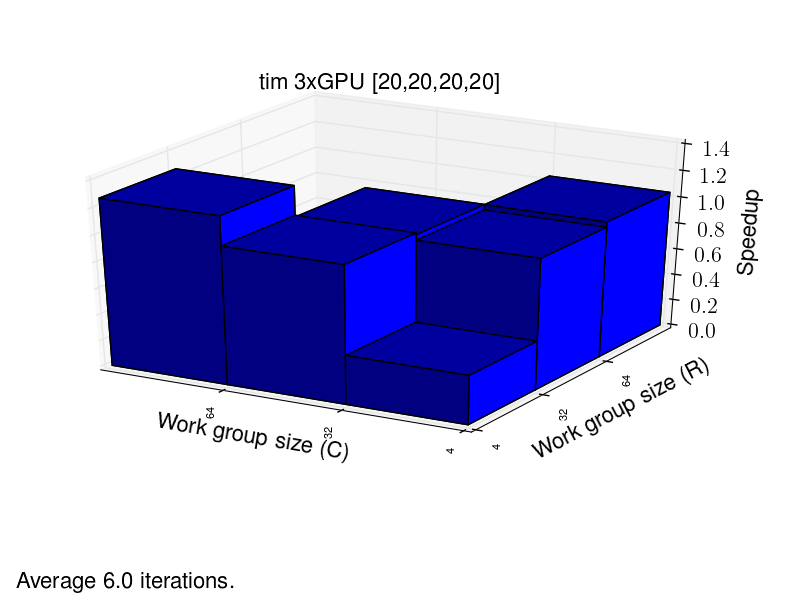 tim 3xGPU [20,20,20,20]
1.4
1.2
1.0
0.8
0.6
0.4
0.2
0.0
Speedup
64
32
4
Work group size (C)
4
32
64
Work group size (R)
Average 6.0 iterations.